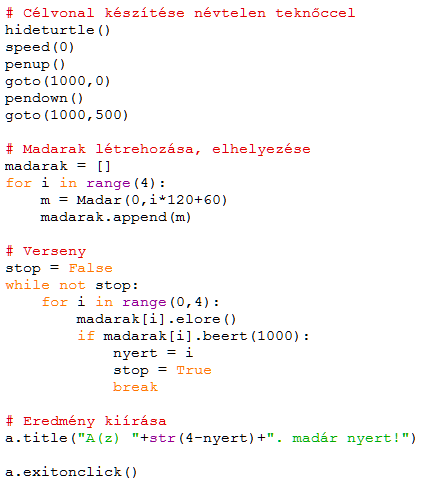 # Célvonal készítése névtelen teknőccel
hideturtle()
speed(0)
penup()
goto(1000,0)
pendown()
goto(1000,500)

# Madarak létrehozása, elhelyezése
madarak = []
for i in range(4):
    m = Madar(0,i*120+60)
    madarak.append(m)

# Verseny
stop = False
while not stop:
    for i in range(0,4):
        madarak[i].elore()
        if madarak[i].beert(1000):
            nyert = i
            stop = True
            break

# Eredmény kiírása
a.title("A(z) "+str(4-nyert)+". madár nyert!")

a.exitonclick()